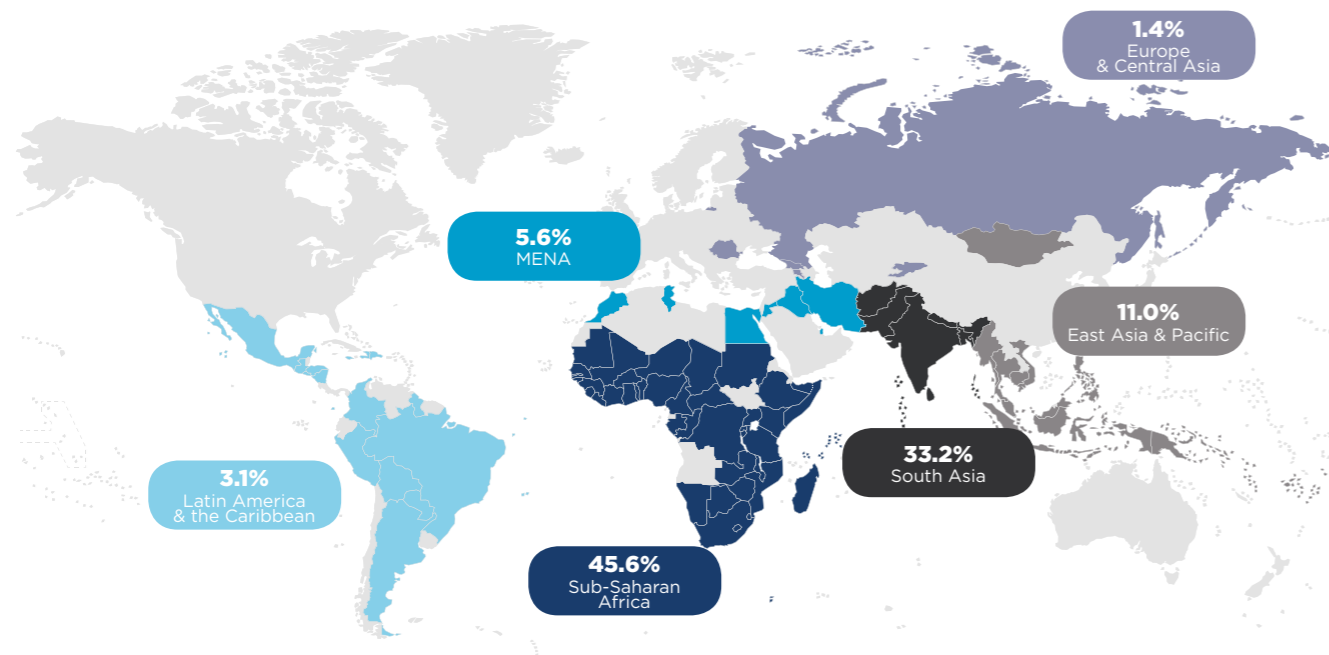 1.4%
Europe
& Central Asia
5.6%
MENA
11.0%
East Asia & Pacific
33.2%
South Asia
3.1%
Latin America
& the Caribbean
45.6%
Sub-Saharan
Africa